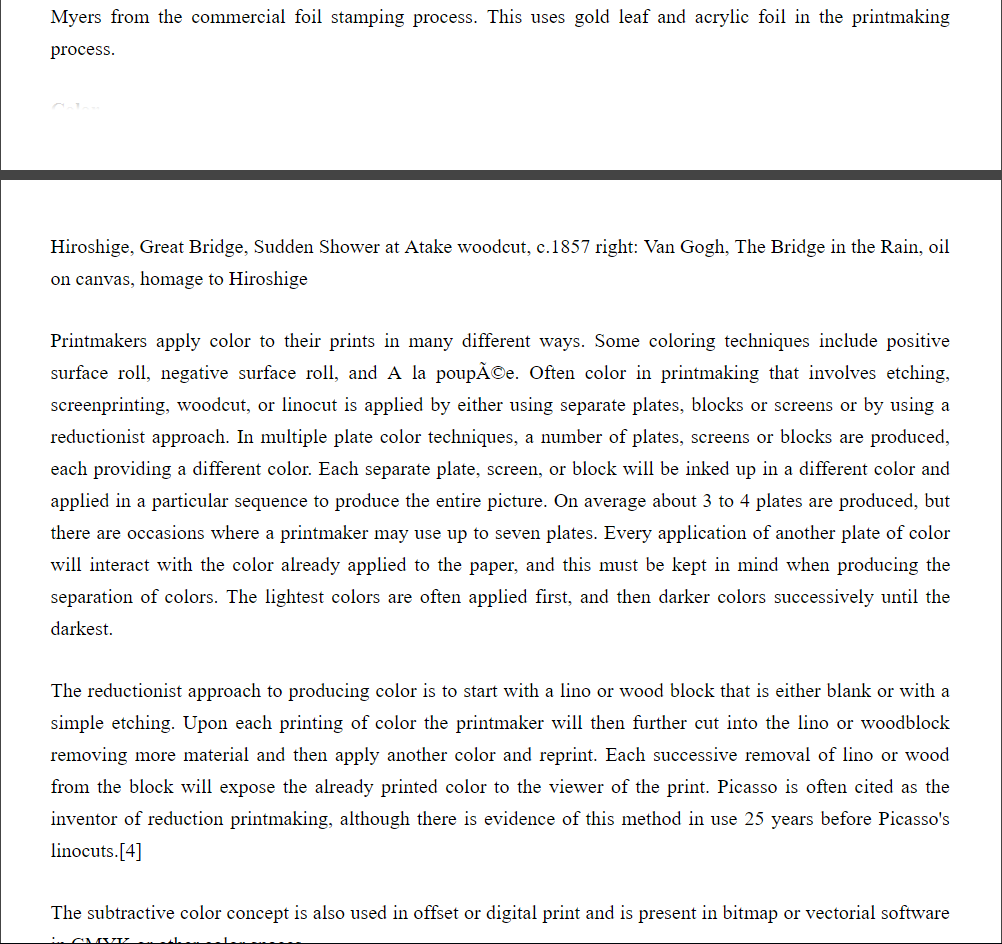 Myers from the commercial foil stamping process. This uses gold leaf and acrylic foil in the printmaking
process.
Color
Hiroshige, Great Bridge, Sudden Shower at Atake woodcut, c.1857 right: Van Gogh, The Bridge in the Rain, oil
on canvas, homage to Hiroshige
Printmakers apply color to their prints in many different ways. Some coloring techniques include positive
surface roll, negative surface roll, and A la poupÃ©e. Often color in printmaking that involves etching,
screenprinting, woodcut, or linocut is applied by either using separate plates, blocks or screens or by using a
reductionist approach. In multiple plate color techniques, a number of plates, screens or blocks are produced,
each providing a different color. Each separate plate, screen, or block will be inked up in a different color and
applied in a particular sequence to produce the entire picture. On average about 3 to 4 plates are produced, but
there are occasions where a printmaker may use up to seven plates. Every application of another plate of color
will interact with the color already applied to the paper, and this must be kept in mind when producing the
separation of colors. The lightest colors are often applied first, and then darker colors successively until the
darkest.
The reductionist approach to producing color is to start with a lino or wood block that is either blank or with a
simple etching. Upon each printing of color the printmaker will then further cut into the lino or woodblock
removing more material and then apply another color and reprint. Each successive removal of lino or wood
from the block will expose the already printed color to the viewer of the print. Picasso is often cited as the
inventor of reduction printmaking, although there is evidence of this method in use 25 years before Picasso's
linocuts.[4]
The subtractive color concept is also used in offset or digital print and is present in bitmap or vectorial software
in CMYK or other color spaces.